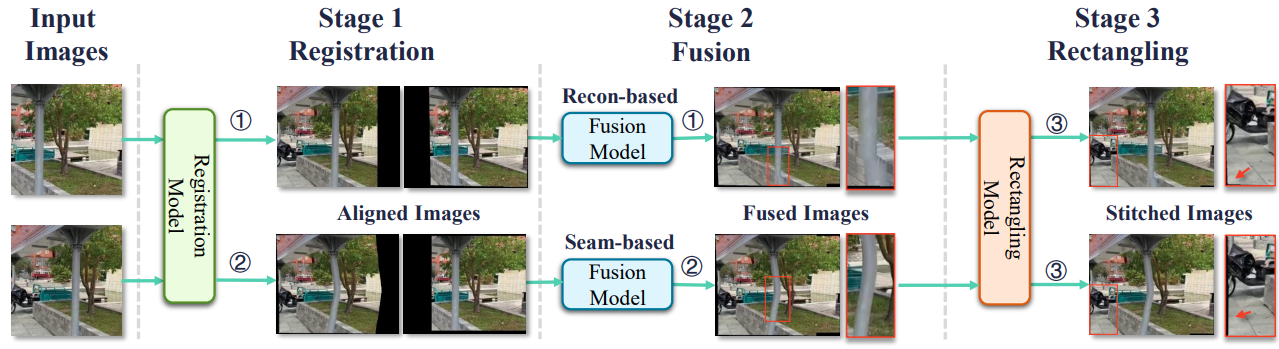 Input
Images
Stage 1
Registration
Stage 2
Fusion
Stage 3
Rectangling
Registration
Model
①
②
Aligned Images
Recon-based
Fusion
Model
①
Seam-based
Fusion
Model
②
Fused Images
Rectangling
Model
③
③
Stitched Images